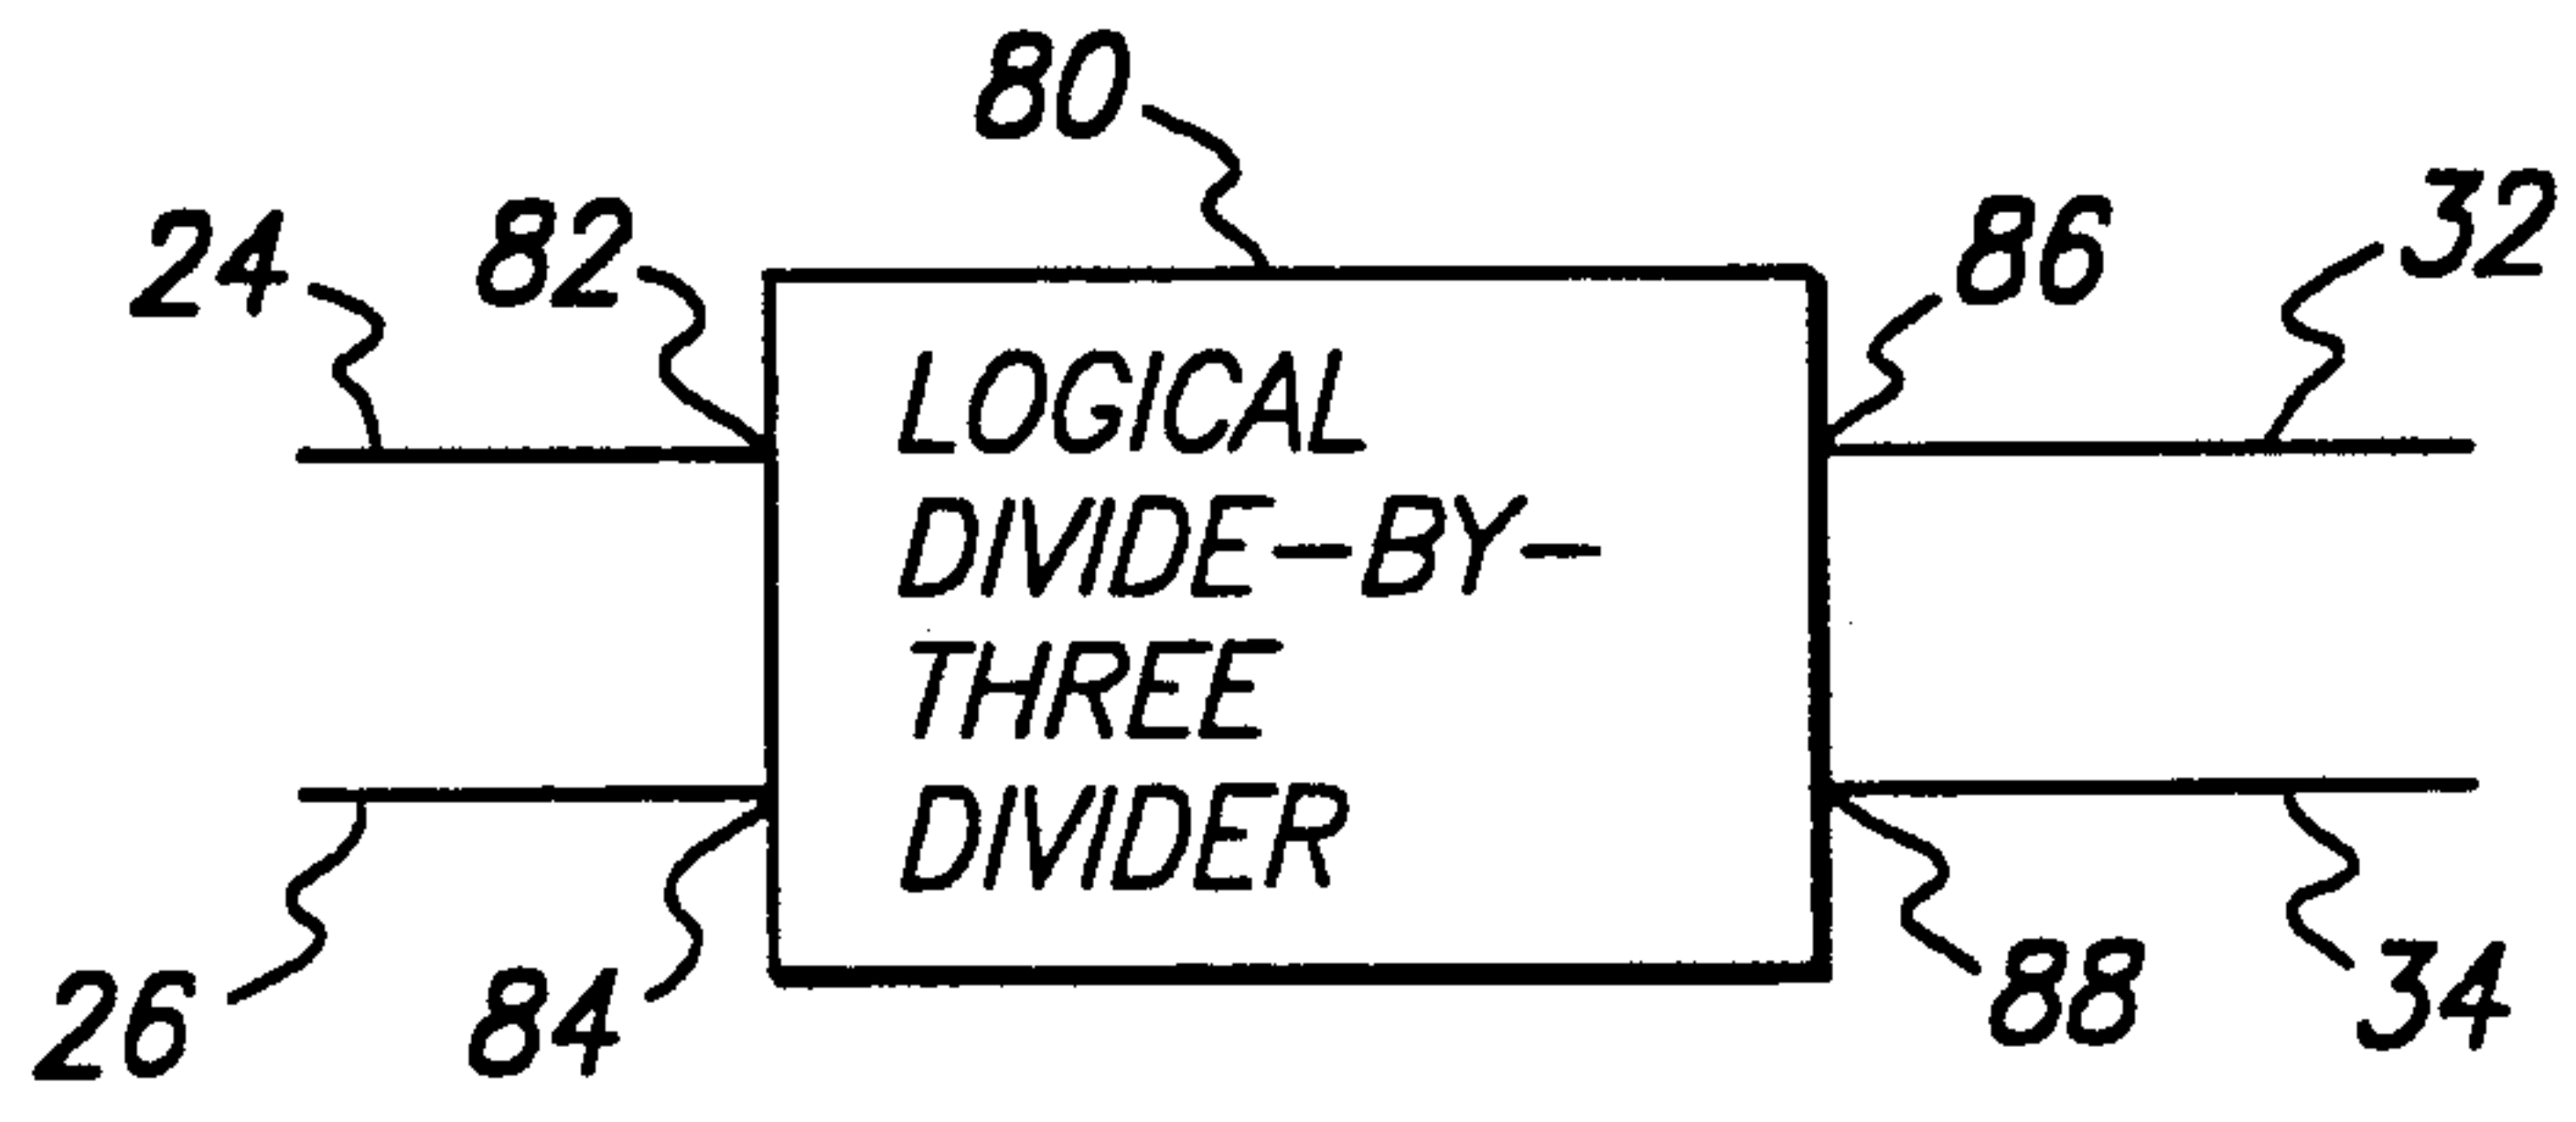 80
24 82 86 32
LOGICAL
DIVIDE-BY-
THREE
DIVIDER
26 84 88 34